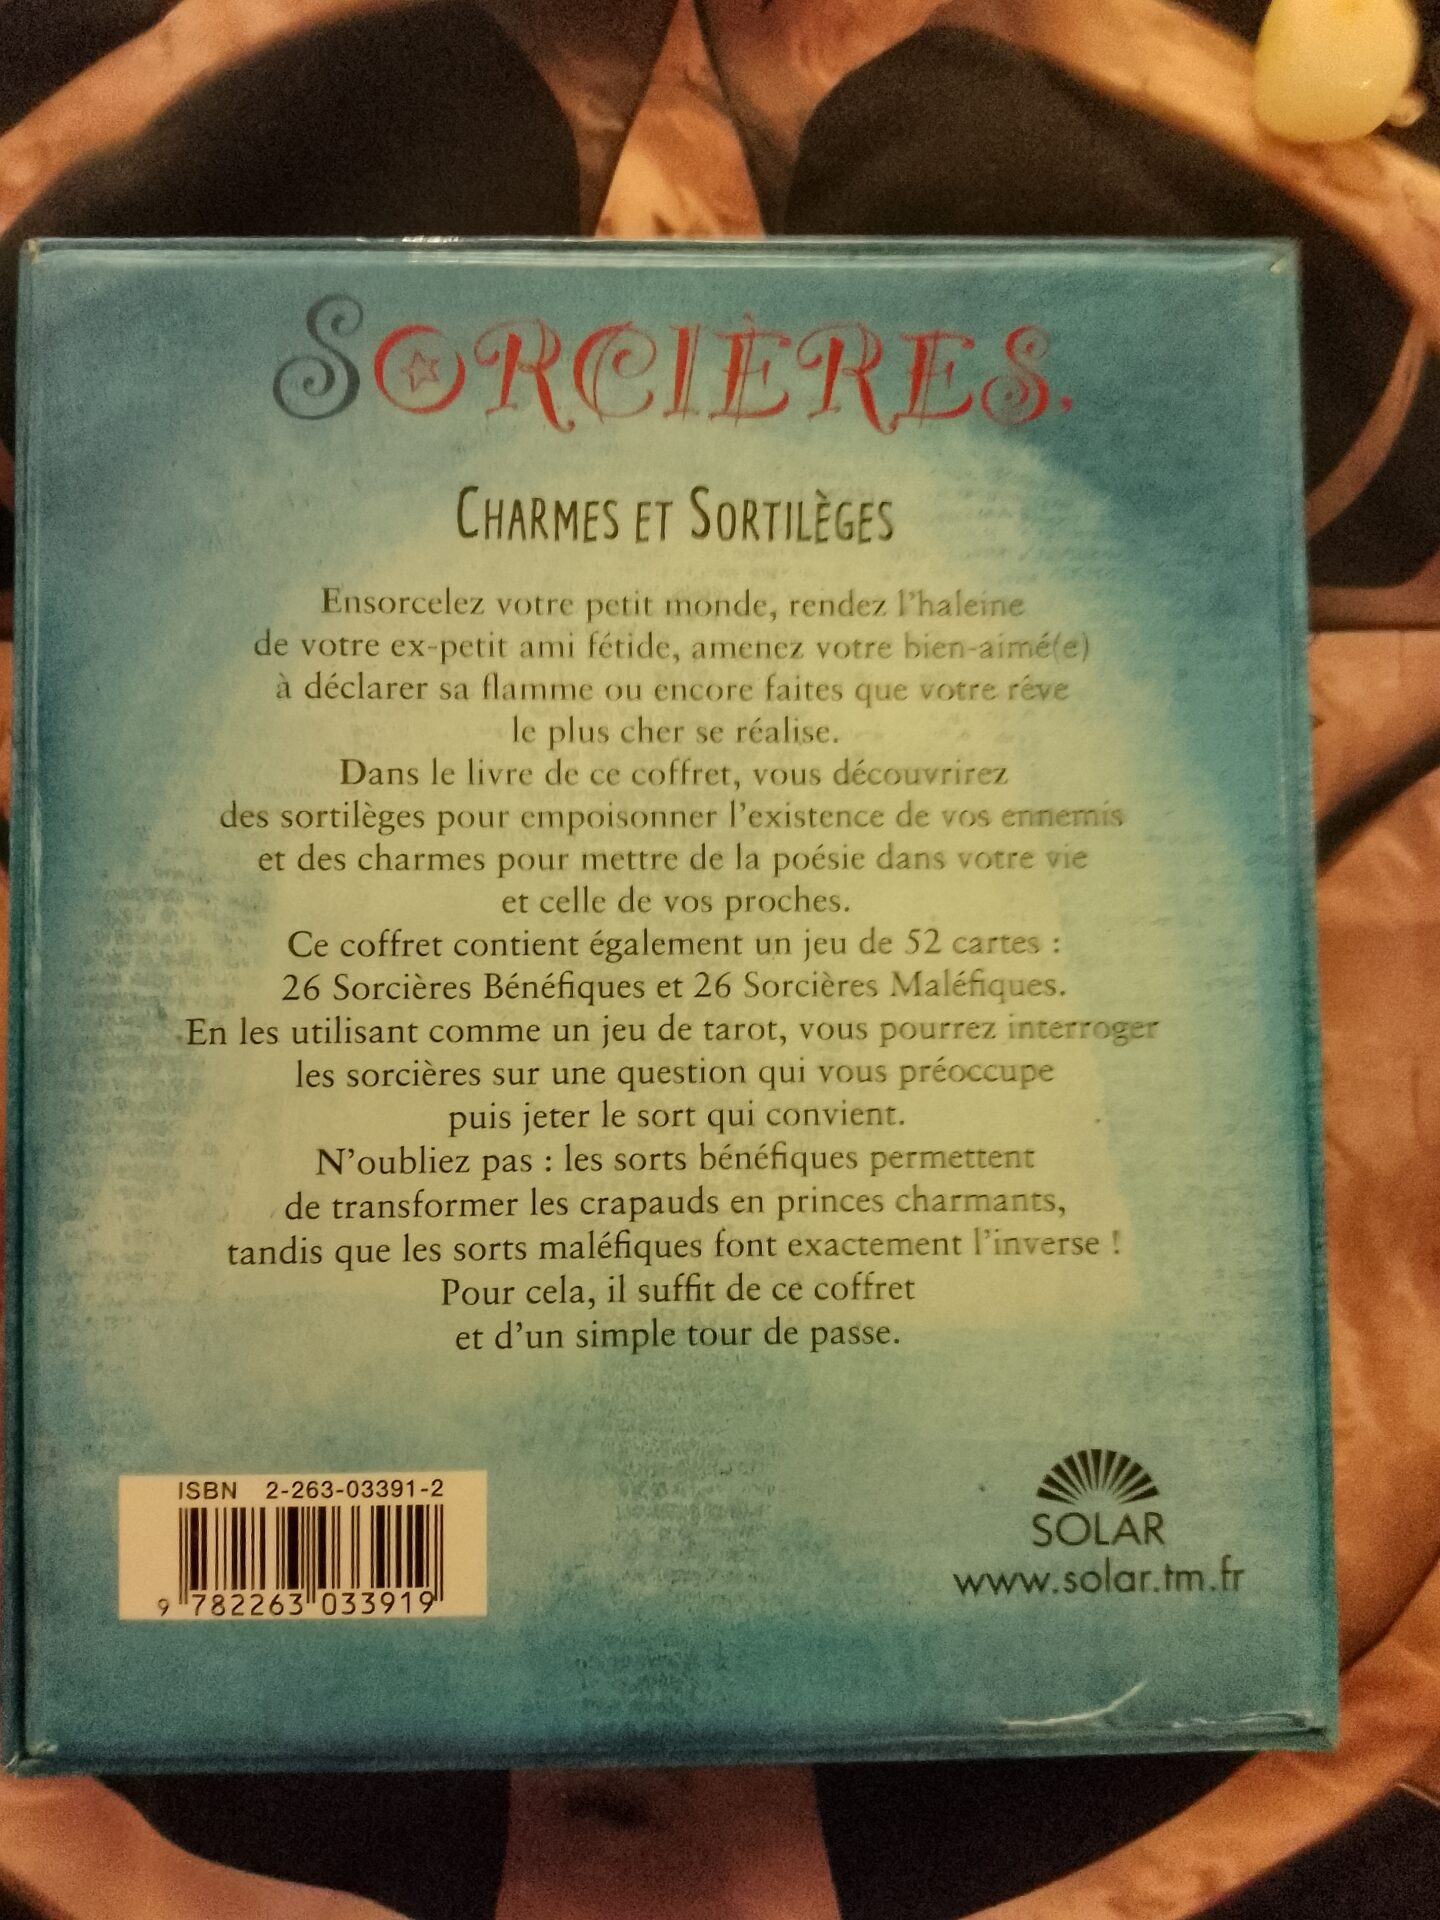 SORCIÈRES,
CHARMES ET SORTILÈGES
Ensorcelez votre petit monde, rendez l'haleine
de votre ex-petit ami fétide, amenez votre bien-aimé(e)
à déclarer sa flamme ou encore faites que votre rêve
le plus cher se réalise.
Dans le livre de ce coffret, vous découvrirez
des sortilèges pour empoisonner l'existence de vos ennemis
et des charmes pour mettre de la poésie dans votre vie
et celle de vos proches.
Ce coffret contient également un jeu de 52 cartes :
26 Sorcières Bénéfiques et 26 Sorcières Maléfiques.
En les utilisant comme un jeu de tarot, vous pourrez interroger
les sorcières sur une question qui vous préoccupe
puis jeter le sort qui convient.
N'oubliez pas : les sorts bénéfiques permettent
de transformer les crapauds en princes charmants,
tandis que les sorts maléfiques font exactement l'inverse !
Pour cela, il suffit de ce coffret
et d'un simple tour de passe.
ISBN 2-263-03391-2
9 782263 033919
SOLAR
www.solar.tm.fr